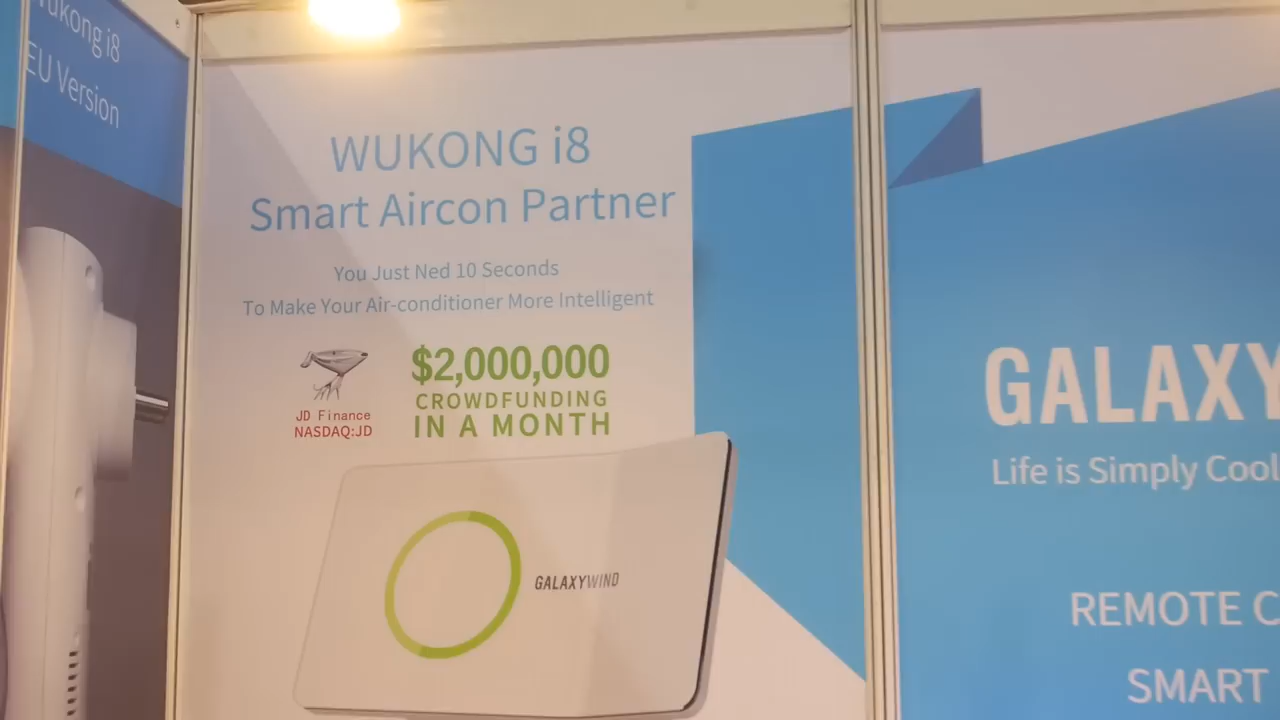 Wukong i8
EU Version
WUKONG i8
Smart Aircon Partner
You Just Ned 10 Seconds
To Make Your Air-conditioner More Intelligent
JD Finance
NASDAQ:JD
$2,000,000
CROWDFUNDING
IN A MONTH
GALAXYWIND
GALAXY
Life is Simply Cool
REMOTE C
SMART